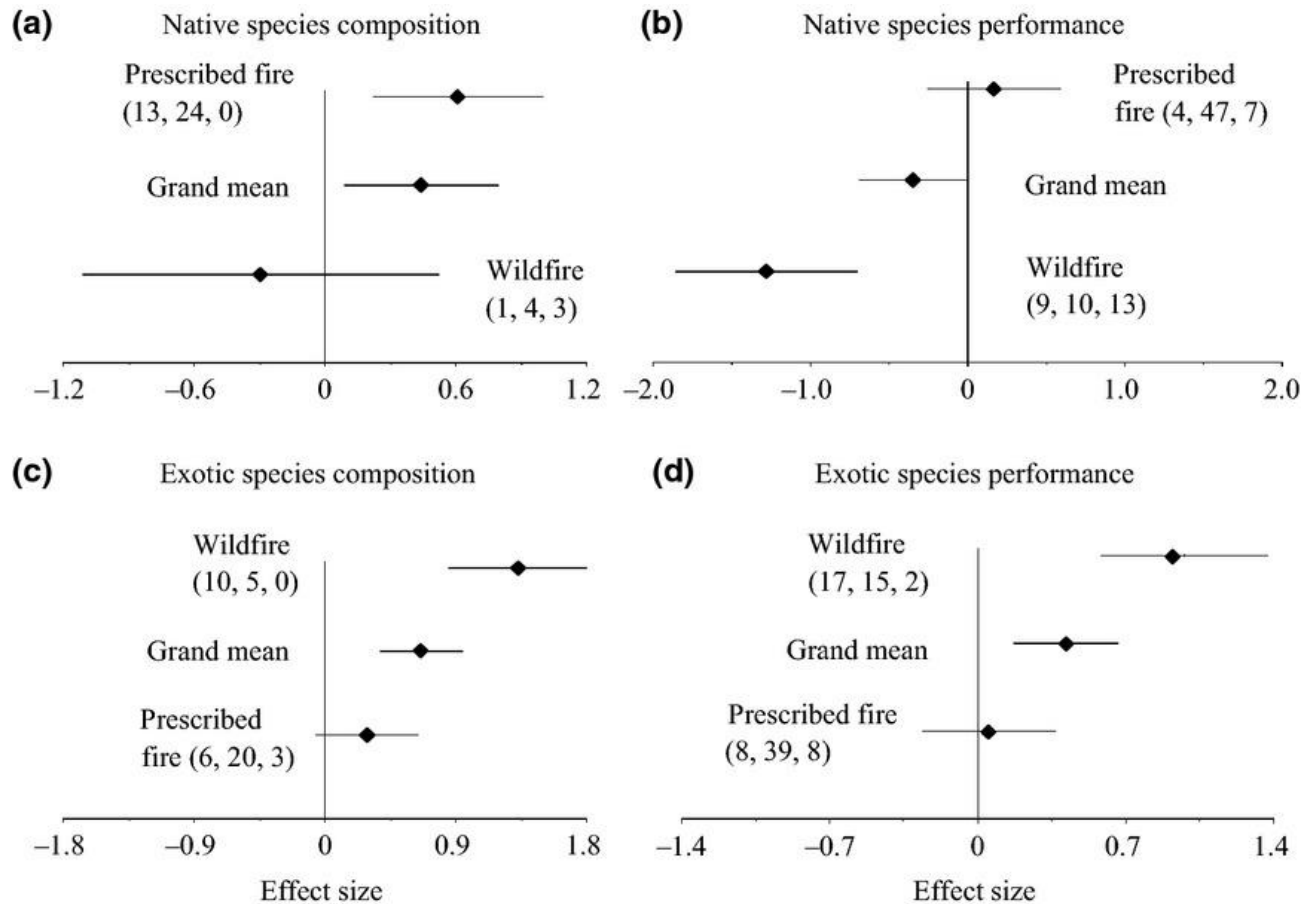 (a) Native species composition
Prescribed fire
(13, 24, 0)
Grand mean
Wildfire
(1, 4, 3)
–1.2 –0.6 0 0.6 1.2
(b) Native species performance
Prescribed
fire (4, 47, 7)
Grand mean
Wildfire
(9, 10, 13)
–2.0 –1.0 0 1.0 2.0
(c) Exotic species composition
Wildfire
(10, 5, 0)
Grand mean
Prescribed
fire (6, 20, 3)
–1.8 –0.9 0 0.9 1.8
Effect size
(d) Exotic species performance
Wildfire
(17, 15, 2)
Grand mean
Prescribed fire
(8, 39, 8)
–1.4 –0.7 0 0.7 1.4
Effect size